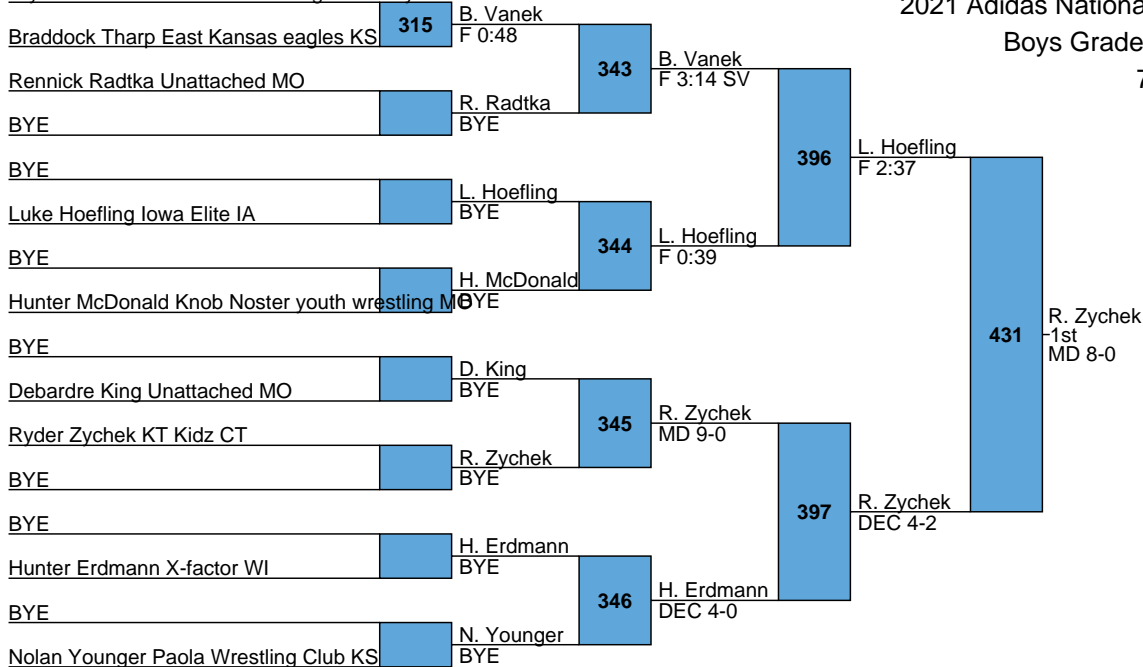 2021 Adidas Nationa
Boys Grade
7
315
B. Vanek
F 0:48
Braddock Tharp East Kansas eagles KS
343
B. Vanek
F 3:14 SV
Rennick Radtka Unattached MO
R. Radtka
BYE
BYE
396
L. Hoefling
F 2:37
BYE
L. Hoefling
BYE
Luke Hoefling Iowa Elite IA
344
L. Hoefling
F 0:39
BYE
H. McDonald
BYE
Hunter McDonald Knob Noster youth wrestling MO
431
R. Zychek
1st
MD 8-0
BYE
D. King
BYE
Debardre King Unattached MO
345
R. Zychek
MD 9-0
Ryder Zychek KT Kidz CT
R. Zychek
BYE
BYE
397
R. Zychek
DEC 4-2
BYE
H. Erdmann
BYE
Hunter Erdmann X-factor WI
346
H. Erdmann
DEC 4-0
BYE
N. Younger
BYE
Nolan Younger Paola Wrestling Club KS